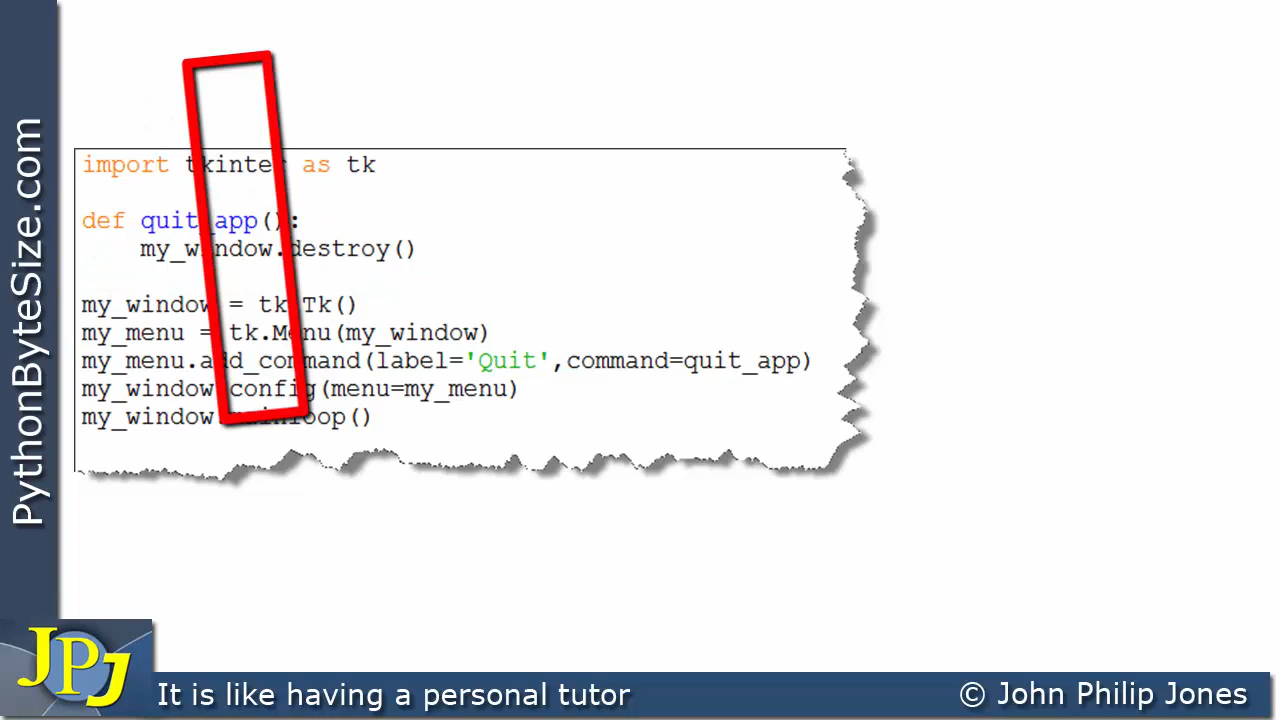 PythonByteSize.com
import tkinter as tk
def quit_app():
    my_window.destroy()
my_window = tk.Tk()
my_menu = tk.Menu(my_window)
my_menu.add_command(label='Quit',command=quit_app)
my_window.config(menu=my_menu)
my_window.mainloop()
JPJ
It is like having a personal tutor
© John Philip Jones